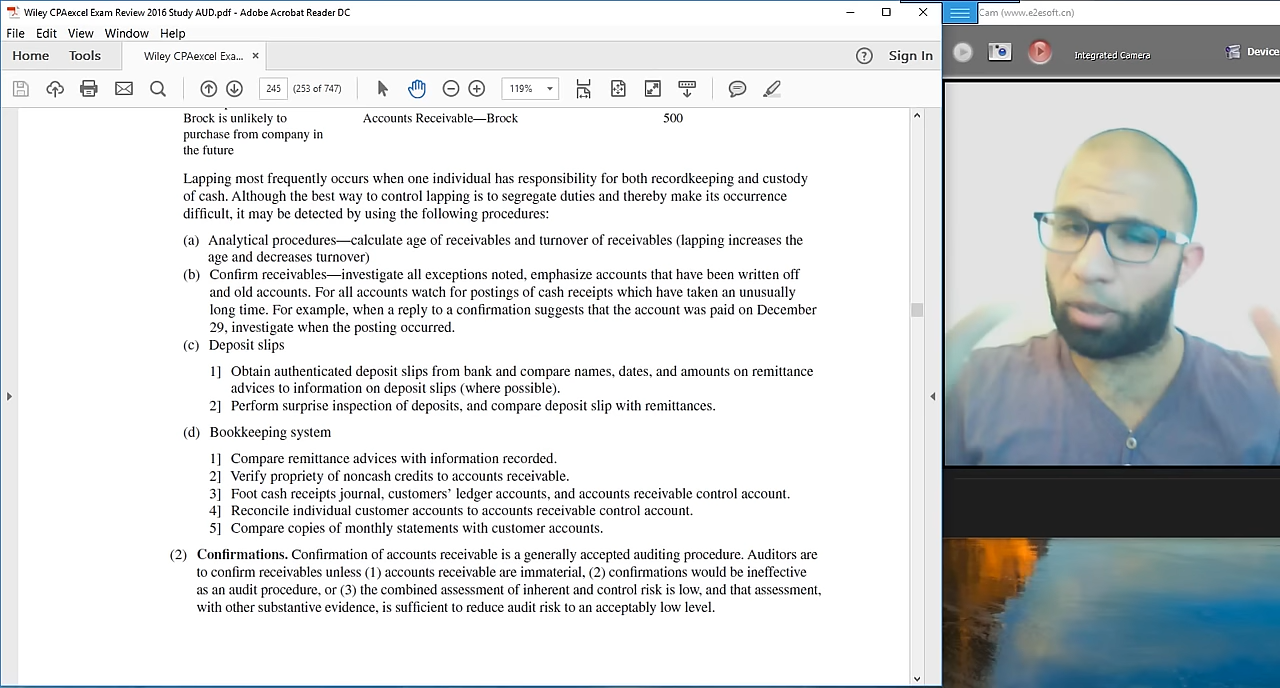 Wiley CPAexcel Exam Review 2016 Study AUD.pdf - Adobe Acrobat Reader DC
Cam (www.e2esoft.cn)
File Edit View Window Help
Home Tools Wiley CPAexcel Exa... × Sign In
Integrated Camera Device
245 (253 of 747) 119%
Brock is unlikely to Accounts Receivable—Brock 500
purchase from company in
the future
Lapping most frequently occurs when one individual has responsibility for both recordkeeping and custody
of cash. Although the best way to control lapping is to segregate duties and thereby make its occurrence
difficult, it may be detected by using the following procedures:
(a) Analytical procedures—calculate age of receivables and turnover of receivables (lapping increases the
age and decreases turnover)
(b) Confirm receivables—investigate all exceptions noted, emphasize accounts that have been written off
and old accounts. For all accounts watch for postings of cash receipts which have taken an unusually
long time. For example, when a reply to a confirmation suggests that the account was paid on December
29, investigate when the posting occurred.
(c) Deposit slips
1] Obtain authenticated deposit slips from bank and compare names, dates, and amounts on remittance
advices to information on deposit slips (where possible).
2] Perform surprise inspection of deposits, and compare deposit slip with remittances.
(d) Bookkeeping system
1] Compare remittance advices with information recorded.
2] Verify propriety of noncash credits to accounts receivable.
3] Foot cash receipts journal, customers’ ledger accounts, and accounts receivable control account.
4] Reconcile individual customer accounts to accounts receivable control account.
5] Compare copies of monthly statements with customer accounts.
(2) Confirmations. Confirmation of accounts receivable is a generally accepted auditing procedure. Auditors are
to confirm receivables unless (1) accounts receivable are immaterial, (2) confirmations would be ineffective
as an audit procedure, or (3) the combined assessment of inherent and control risk is low, and that assessment,
with other substantive evidence, is sufficient to reduce audit risk to an acceptably low level.